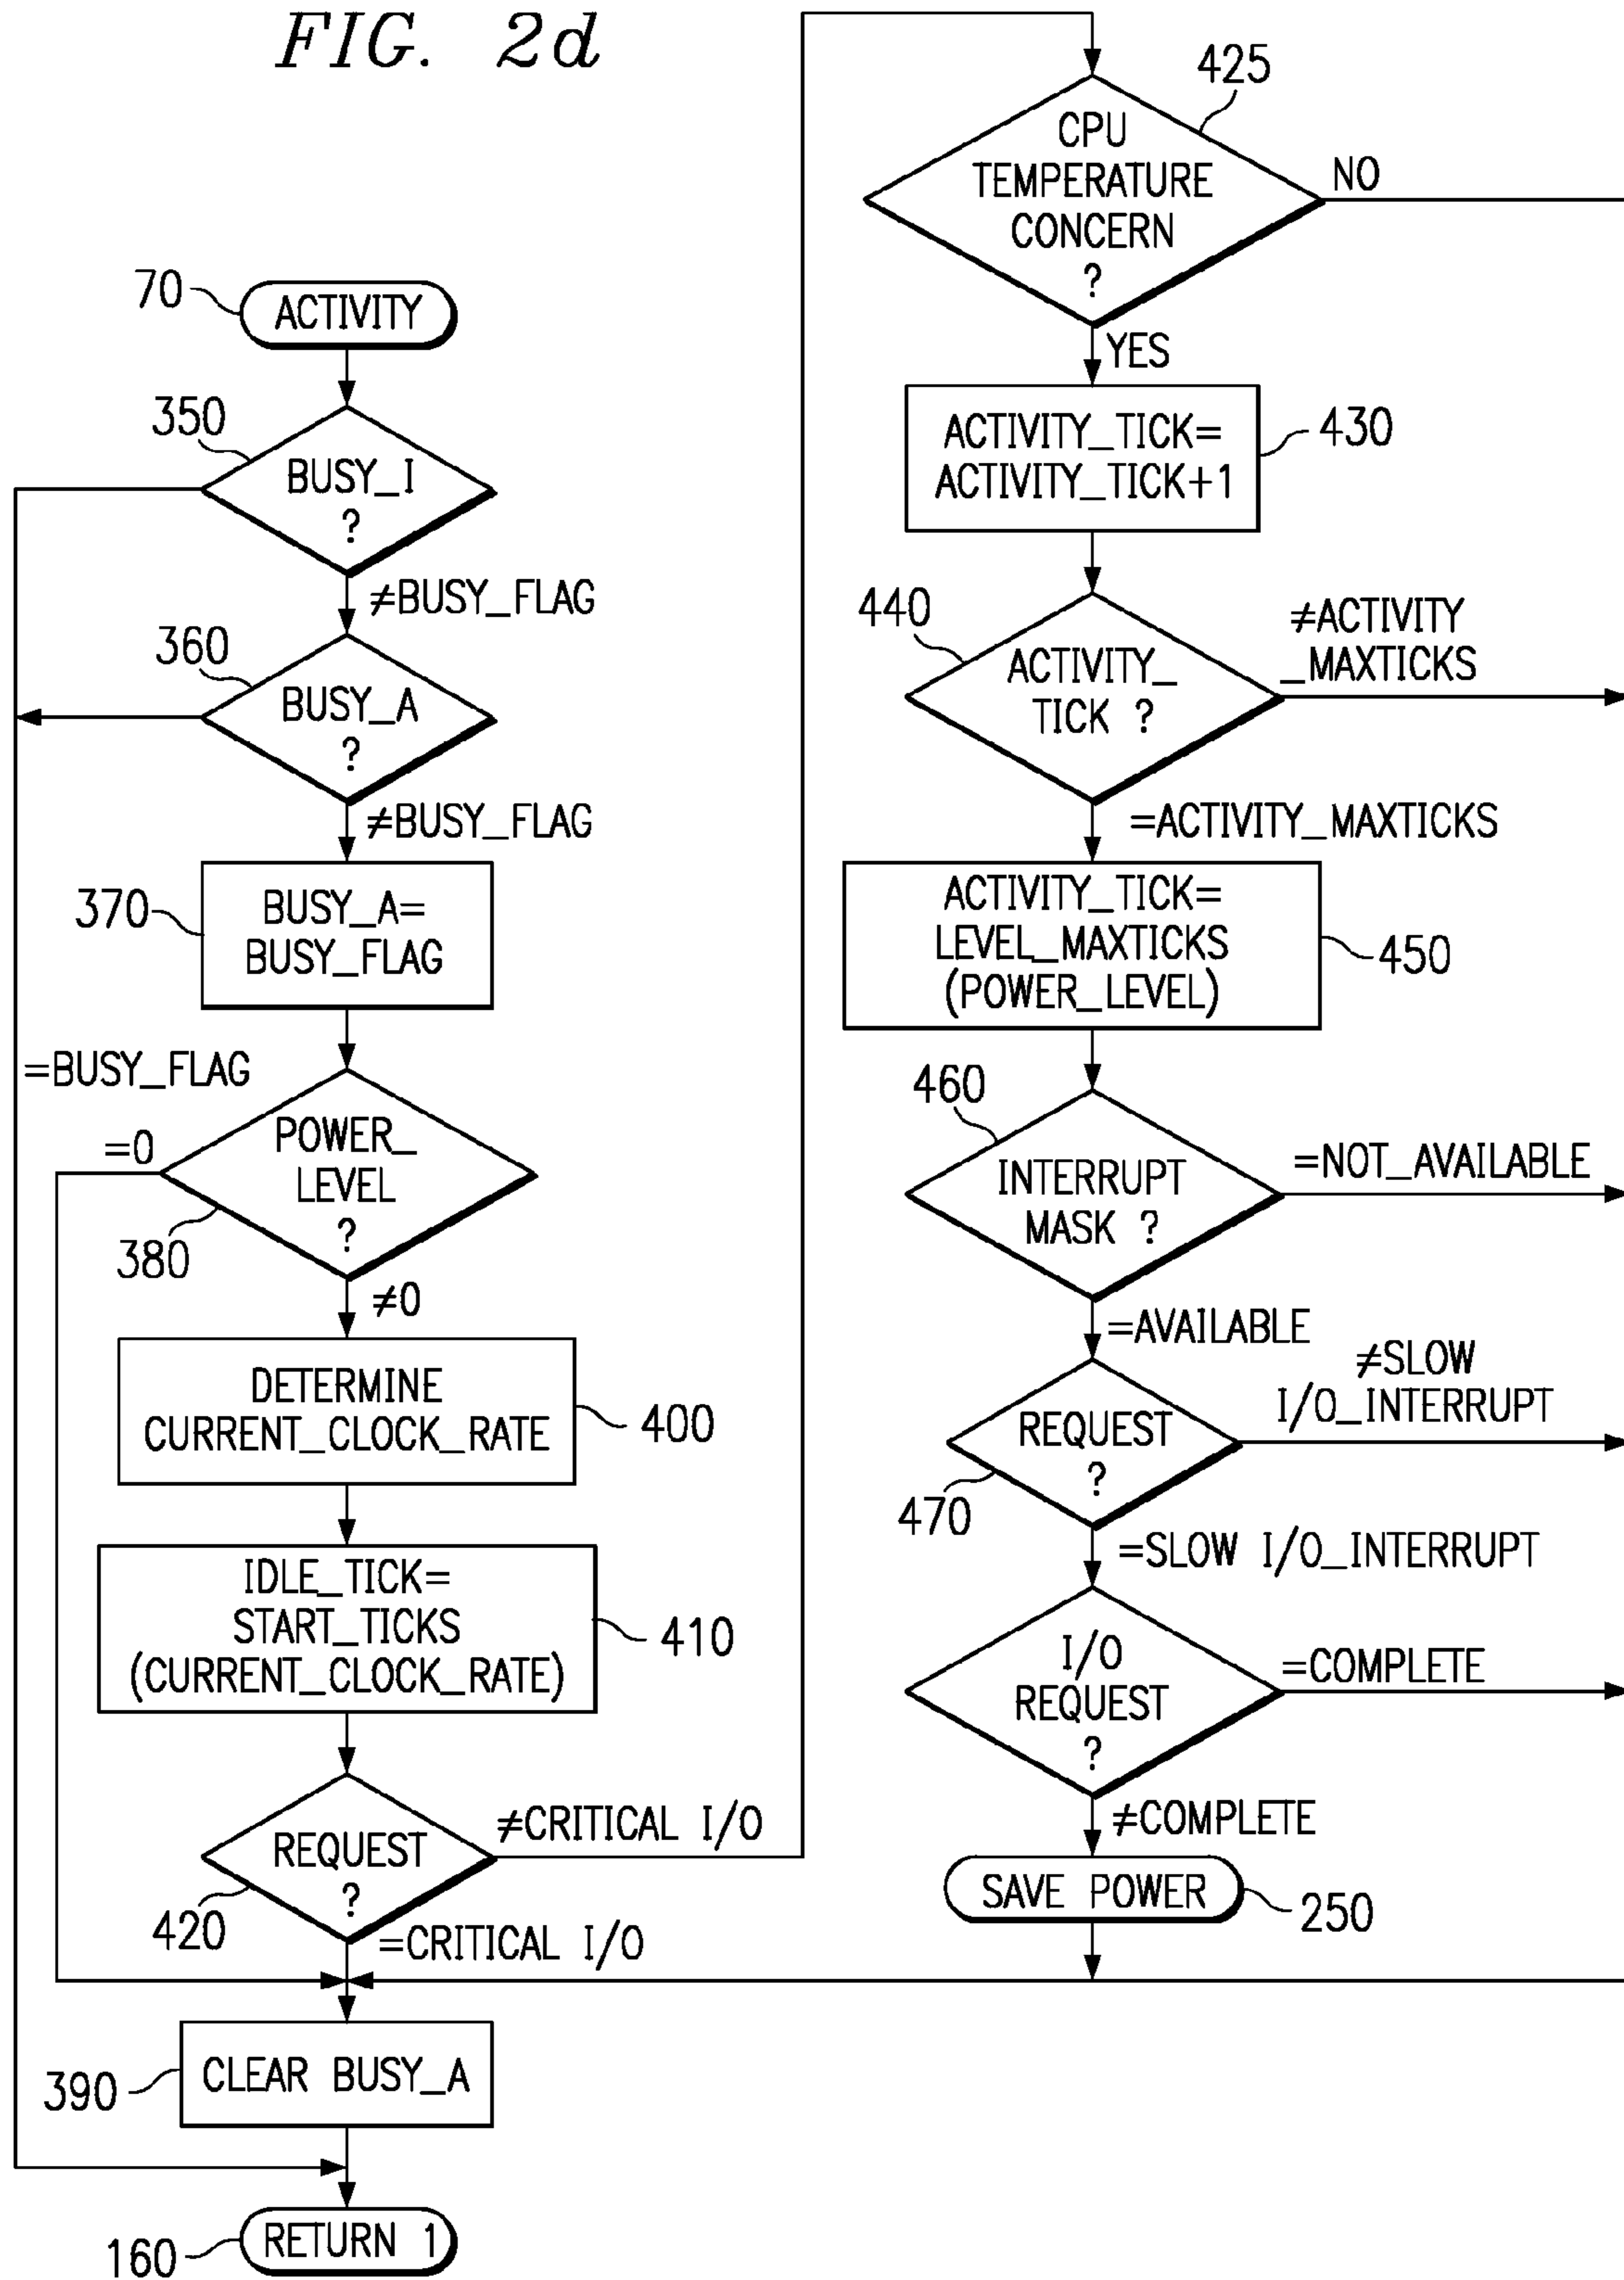 FIG. 2d
70
ACTIVITY
350
BUSY_I
?
≠BUSY_FLAG
360
BUSY_A
?
≠BUSY_FLAG
370
BUSY_A=
BUSY_FLAG
=BUSY_FLAG
=0
POWER_
LEVEL
?
380
≠0
DETERMINE
CURRENT_CLOCK_RATE
400
IDLE_TICK=
START_TICKS
(CURRENT_CLOCK_RATE)
410
REQUEST
?
≠CRITICAL I/O
420
=CRITICAL I/O
390
CLEAR BUSY_A
160
RETURN 1
425
CPU
TEMPERATURE
CONCERN
?
NO
YES
ACTIVITY_TICK=
ACTIVITY_TICK+1
430
440
ACTIVITY_
TICK ?
≠ACTIVITY
_MAXTICKS
=ACTIVITY_MAXTICKS
ACTIVITY_TICK=
LEVEL_MAXTICKS
(POWER_LEVEL)
450
460
INTERRUPT
MASK ?
=NOT_AVAILABLE
=AVAILABLE
≠SLOW
I/O_INTERRUPT
REQUEST
?
470
=SLOW I/O_INTERRUPT
I/O
REQUEST
?
=COMPLETE
≠COMPLETE
SAVE POWER
250